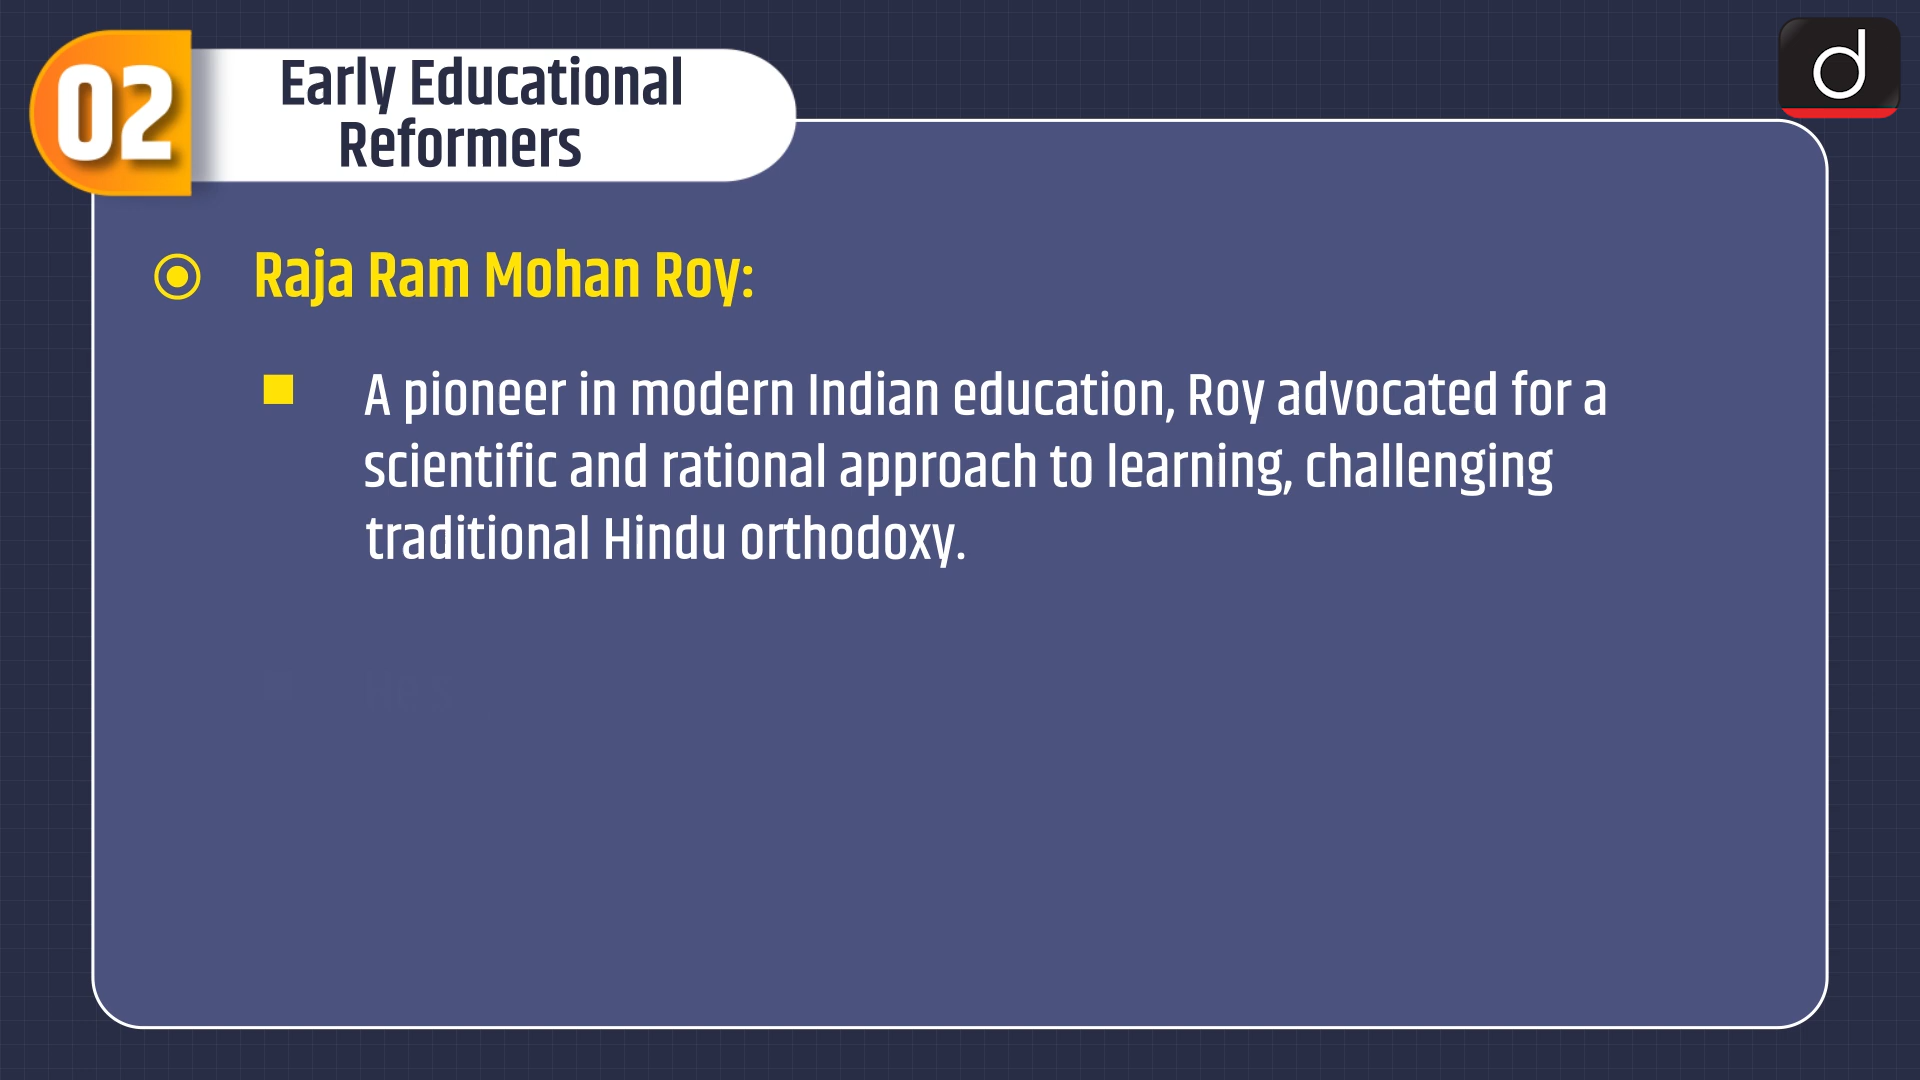 02
Early Educational
Reformers
d
Raja Ram Mohan Roy:
A pioneer in modern Indian education, Roy advocated for a
scientific and rational approach to learning, challenging
traditional Hindu orthodoxy.